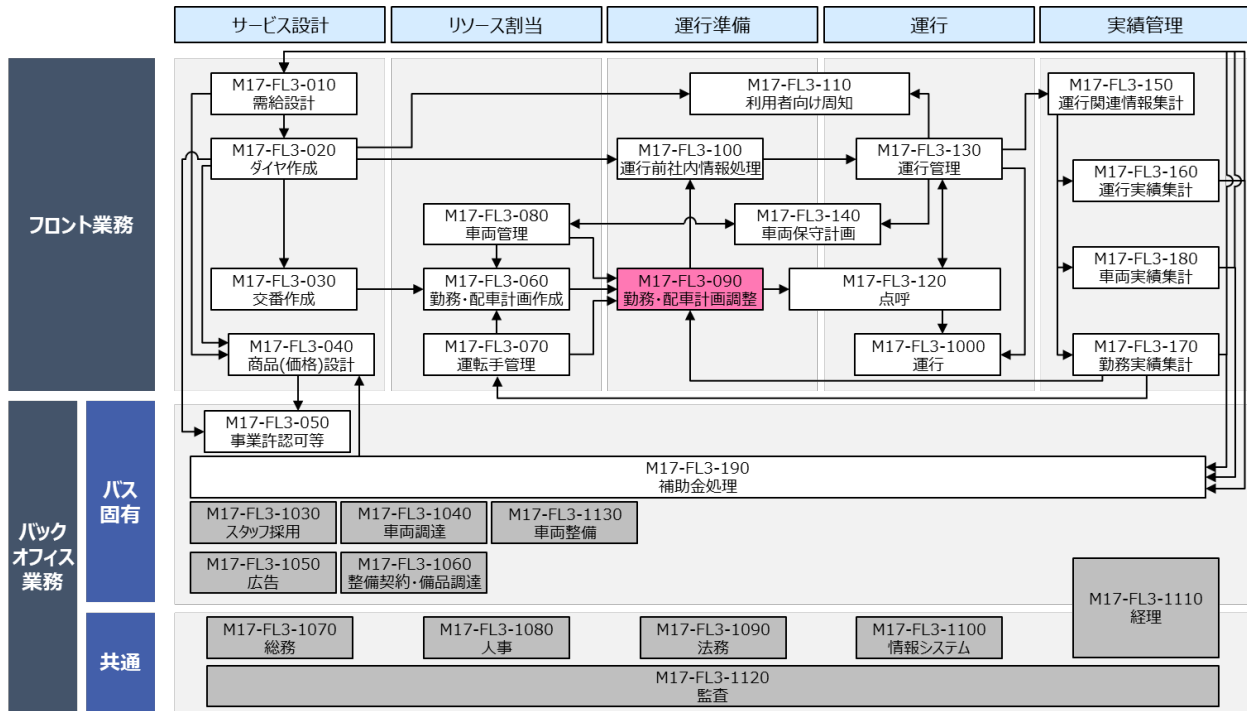 サービス設計
リソース割当
運行準備
運行
実績管理
フロント業務
M17-FL3-010
需給設計
M17-FL3-110
利用者向け周知
M17-FL3-150
運行関連情報集計
M17-FL3-020
ダイヤ作成
M17-FL3-100
運行前社内情報処理
M17-FL3-130
運行管理
M17-FL3-160
運行実績集計
M17-FL3-080
車両管理
M17-FL3-140
車両保守計画
M17-FL3-180
車両実績集計
M17-FL3-030
交番作成
M17-FL3-060
勤務・配車計画作成
M17-FL3-090
勤務・配車計画調整
M17-FL3-120
点呼
M17-FL3-040
商品(価格)設計
M17-FL3-070
運転手管理
M17-FL3-1000
運行
M17-FL3-170
勤務実績集計
バック
オフィス
業務
バス
固有
M17-FL3-050
事業許認可等
M17-FL3-190
補助金処理
M17-FL3-1030
スタッフ採用
M17-FL3-1040
車両調達
M17-FL3-1130
車両整備
M17-FL3-1050
広告
M17-FL3-1060
整備契約・備品調達
M17-FL3-1110
経理
共通
M17-FL3-1070
総務
M17-FL3-1080
人事
M17-FL3-1090
法務
M17-FL3-1100
情報システム
M17-FL3-1120
監査